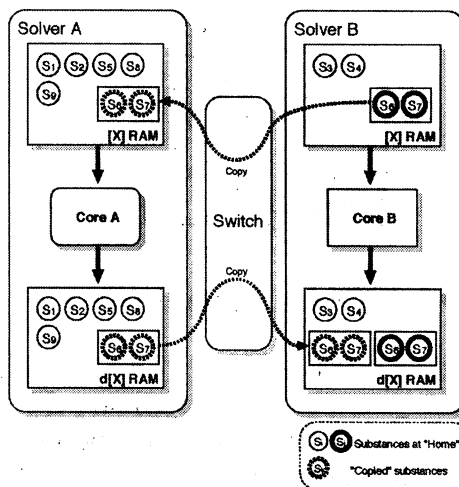 Solver A
S1 S2 S5 S8
S9 S6 S7
[X] RAM
Core A
S1 S2 S5 S8
S9 S6 S7
d[X] RAM
Copy
Switch
Copy
Solver B
S3 S4
S6 S7
[X] RAM
Core B
S3 S4
S6 S7 S6 S7
d[X] RAM
Substances at "Home"
"Copied" substances